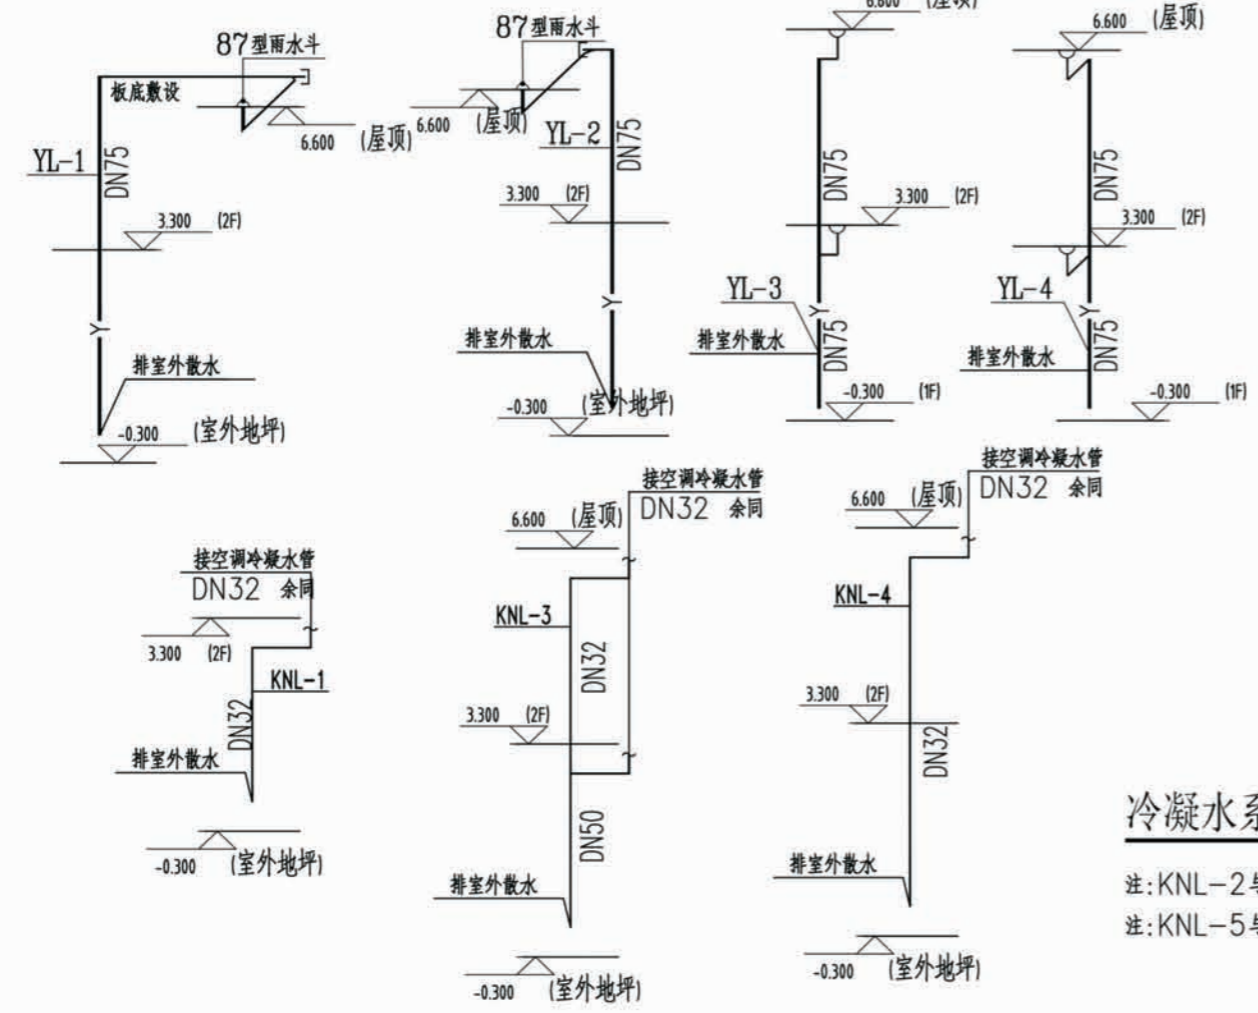 87型雨水斗
板底敷设
6.600 (屋顶)
YL-1
DN75
3.300 (2F)
Y
排室外散水
-0.300 (室外地坪)
87型雨水斗
6.600 (屋顶)
YL-2
DN75
3.300 (2F)
Y
排室外散水
-0.300 (室外地坪)
6.600 (屋顶)
DN75
3.300 (2F)
YL-3
Y
排室外散水
DN75
-0.300 (1F)
6.600 (屋顶)
DN75
3.300 (2F)
YL-4
Y
排室外散水
DN75
-0.300 (1F)
接空调冷凝水管
DN32 余同
3.300 (2F)
KNL-1
DN32
排室外散水
-0.300 (室外地坪)
接空调冷凝水管
DN32 余同
6.600 (屋顶)
KNL-3
DN32
3.300 (2F)
DN50
排室外散水
-0.300 (室外地坪)
接空调冷凝水管
DN32 余同
6.600 (屋顶)
KNL-4
3.300 (2F)
DN32
排室外散水
-0.300 (室外地坪)
冷凝水系
注:KNL-2
注:KNL-5